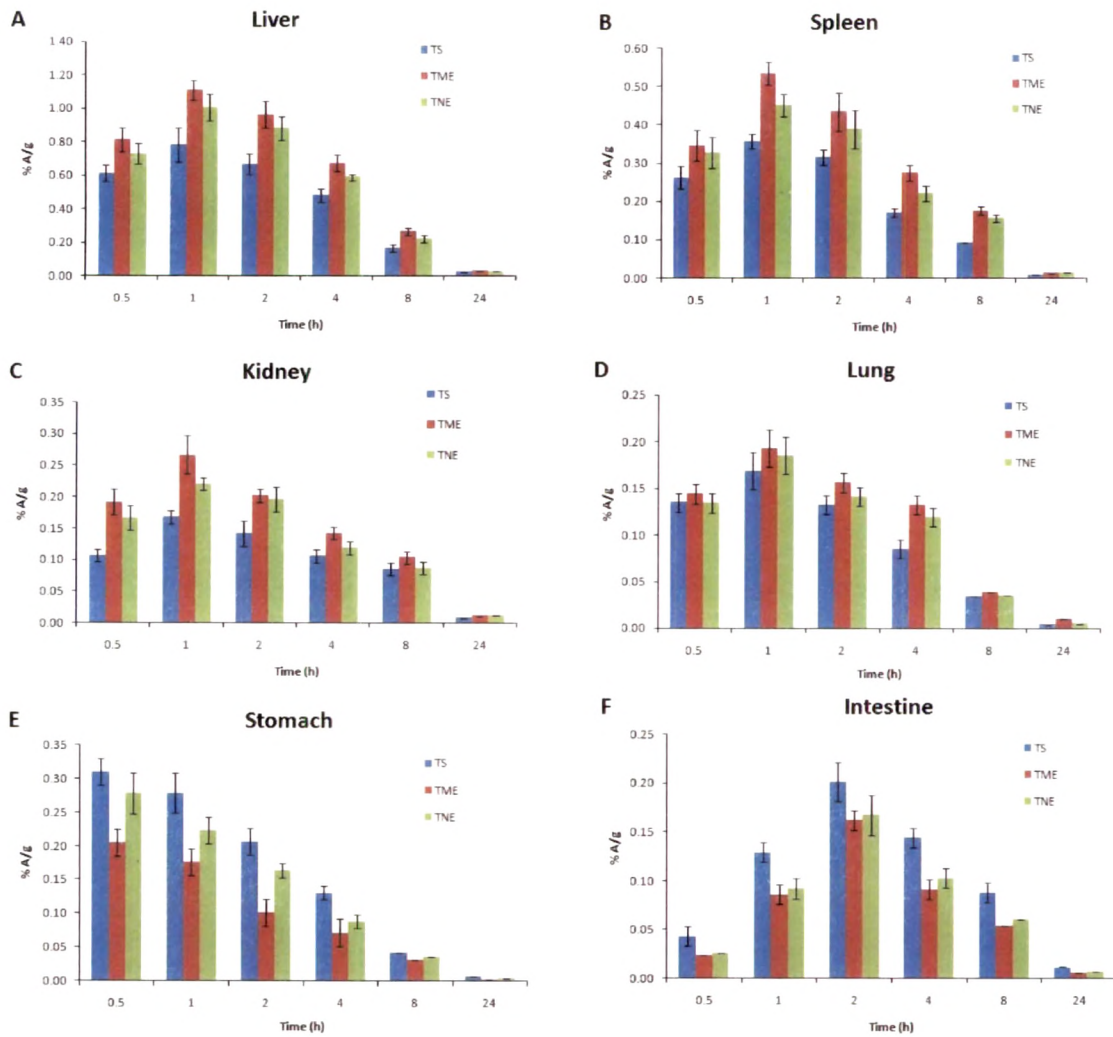 A
Liver
TS
TME
TNE
1.40
1.20
1.00
0.80
0.60
0.40
0.20
0.00
% A/g
0.5 1 2 4 8 24
Time (h)
B
Spleen
TS
TME
TNE
0.60
0.50
0.40
0.30
0.20
0.10
0.00
% A/g
0.5 1 2 4 8 24
Time (h)
C
Kidney
TS
TME
TNE
0.35
0.30
0.25
0.20
0.15
0.10
0.05
0.00
% A/g
0.5 1 2 4 8 24
Time (h)
D
Lung
TS
TME
TNE
0.25
0.20
0.15
0.10
0.05
0.00
% A/g
0.5 1 2 4 8 24
Time (h)
E
Stomach
TS
TME
TNE
0.35
0.30
0.25
0.20
0.15
0.10
0.05
0.00
% A/g
0.5 1 2 4 8 24
Time (h)
F
Intestine
TS
TME
TNE
0.25
0.20
0.15
0.10
0.05
0.00
% A/g
0.5 1 2 4 8 24
Time (h)